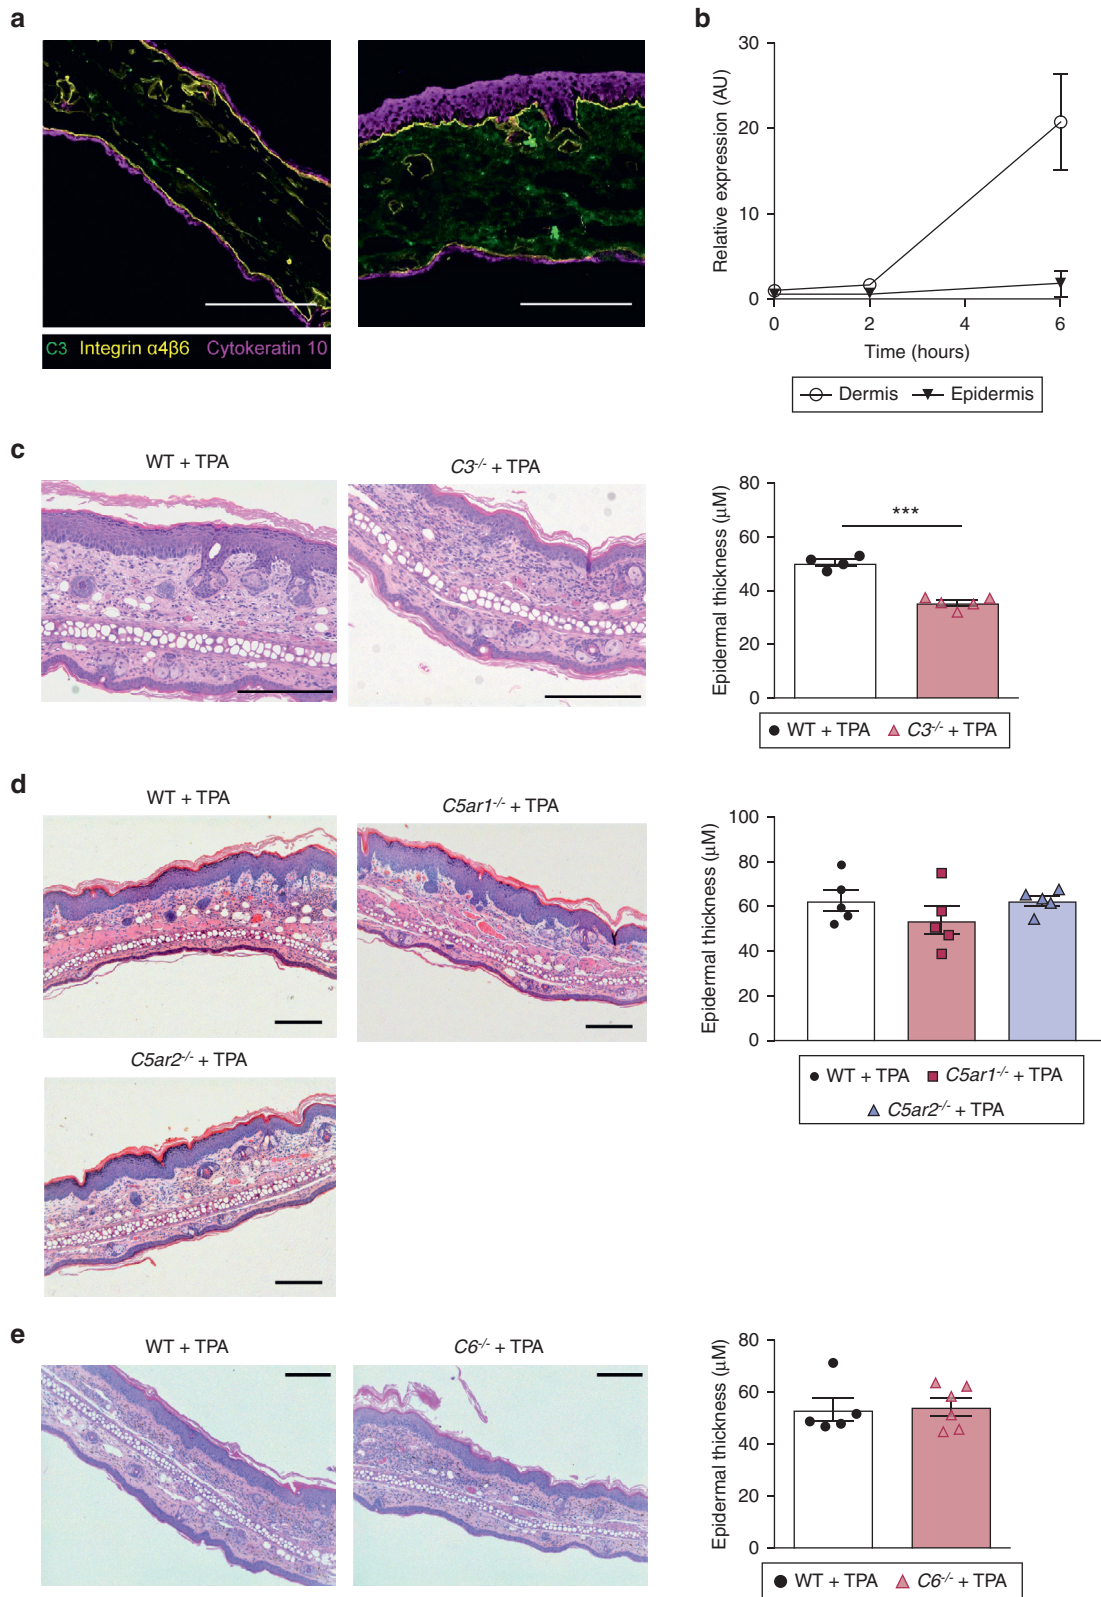 a
C3 Integrin α4β6 Cytokeratin 10
b
Relative expression (AU)
30
20
10
0
0 2 4 6
Time (hours)
Dermis Epidermis
c
WT + TPA
C3-/- + TPA
Epidermal thickness (μM)
80
60
40
20
0
***
WT + TPA C3-/- + TPA
d
WT + TPA
C5ar1-/- + TPA
C5ar2-/- + TPA
Epidermal thickness (μM)
100
80
60
40
20
0
WT + TPA C5ar1-/- + TPA
C5ar2-/- + TPA
e
WT + TPA
C6-/- + TPA
Epidermal thickness (μM)
80
60
40
20
0
WT + TPA C6-/- + TPA